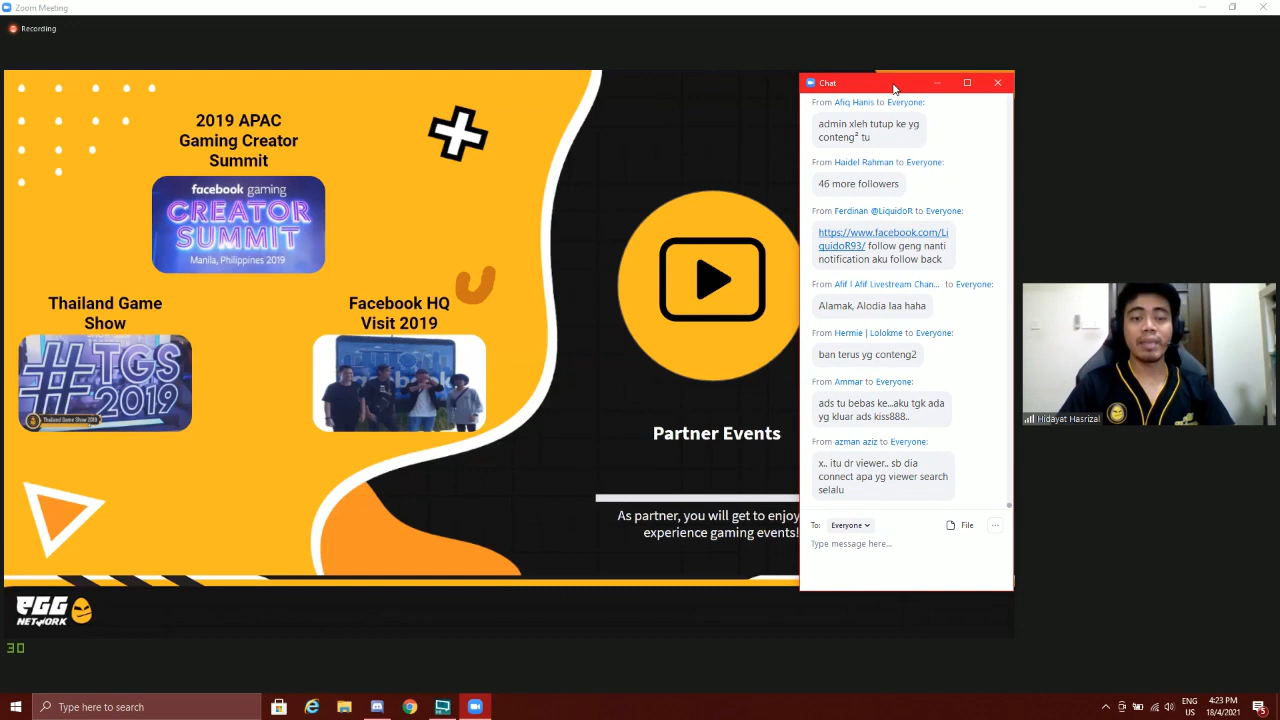 Zoom Meeting
Recording
2019 APAC
Gaming Creator
Summit
facebook gaming
CREATOR
SUMMIT
Manila, Philippines 2019
Thailand Game
Show
#TGS
2019
Thailand Game Show 2019
Facebook HQ
Visit 2019
Partner Events
As partner, you will get to enjoy
experience gaming events!
EGG
NETWORK
30
Chat
From Afiq Hanis to Everyone:
admin xleh tutup ke yg
conteng² tu
From Haidel Rahman to Everyone:
46 more followers
From Ferdinan @LiquidoR to Everyone:
https://www.facebook.com/Li
quidoR93/ follow geng nanti
notification aku follow back
From Afif l Afif Livestream Chan... to Everyone:
Alamak, Alodia laa haha
From Hermie | Lolokme to Everyone:
ban terus yg conteng2
From Ammar to Everyone:
ads tu bebas ke...aku tgk ada
yg kluar ads kiss888..
From azman aziz to Everyone:
x.. itu dr viewer.. sb dia
connect apa yg viewer search
selalu
To: Everyone File ...
Type message here...
Hidayat Hasrizal
Type here to search
ENG
US
4:23 PM
18/4/2021
5